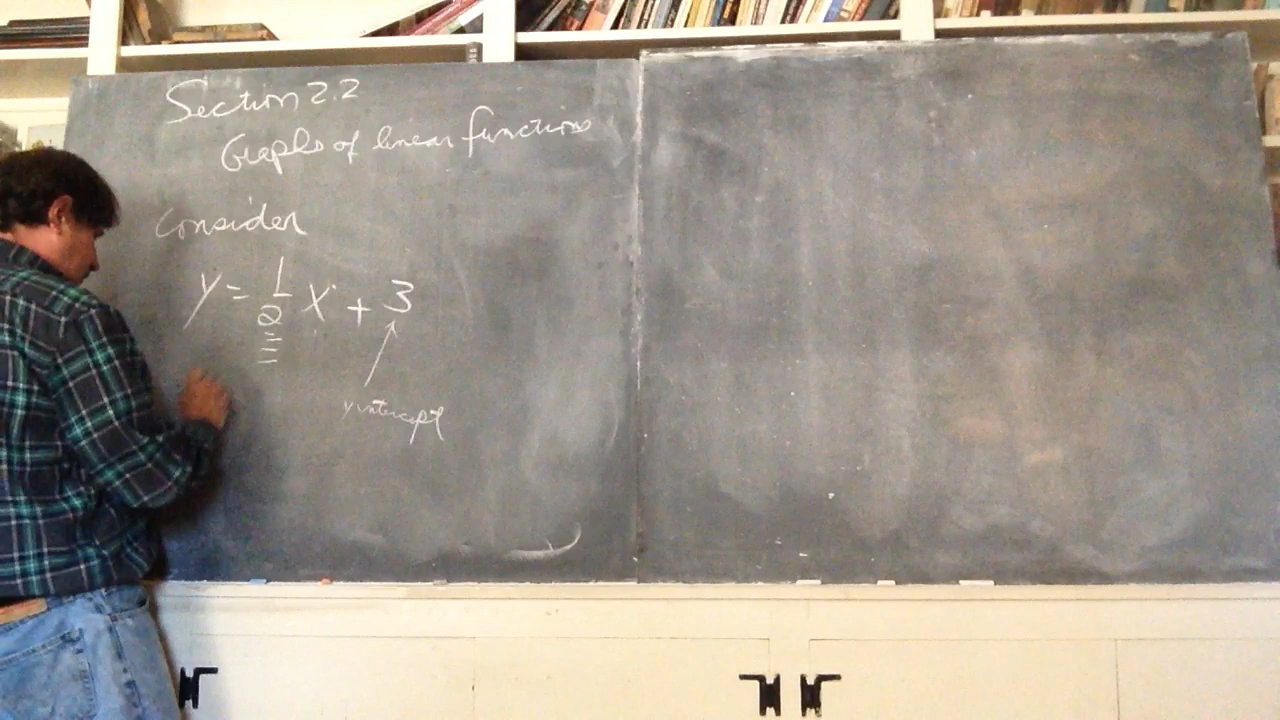 Section 2.2
Graphs of linear functions
Consider
y = 1/2 x + 3
y intercept